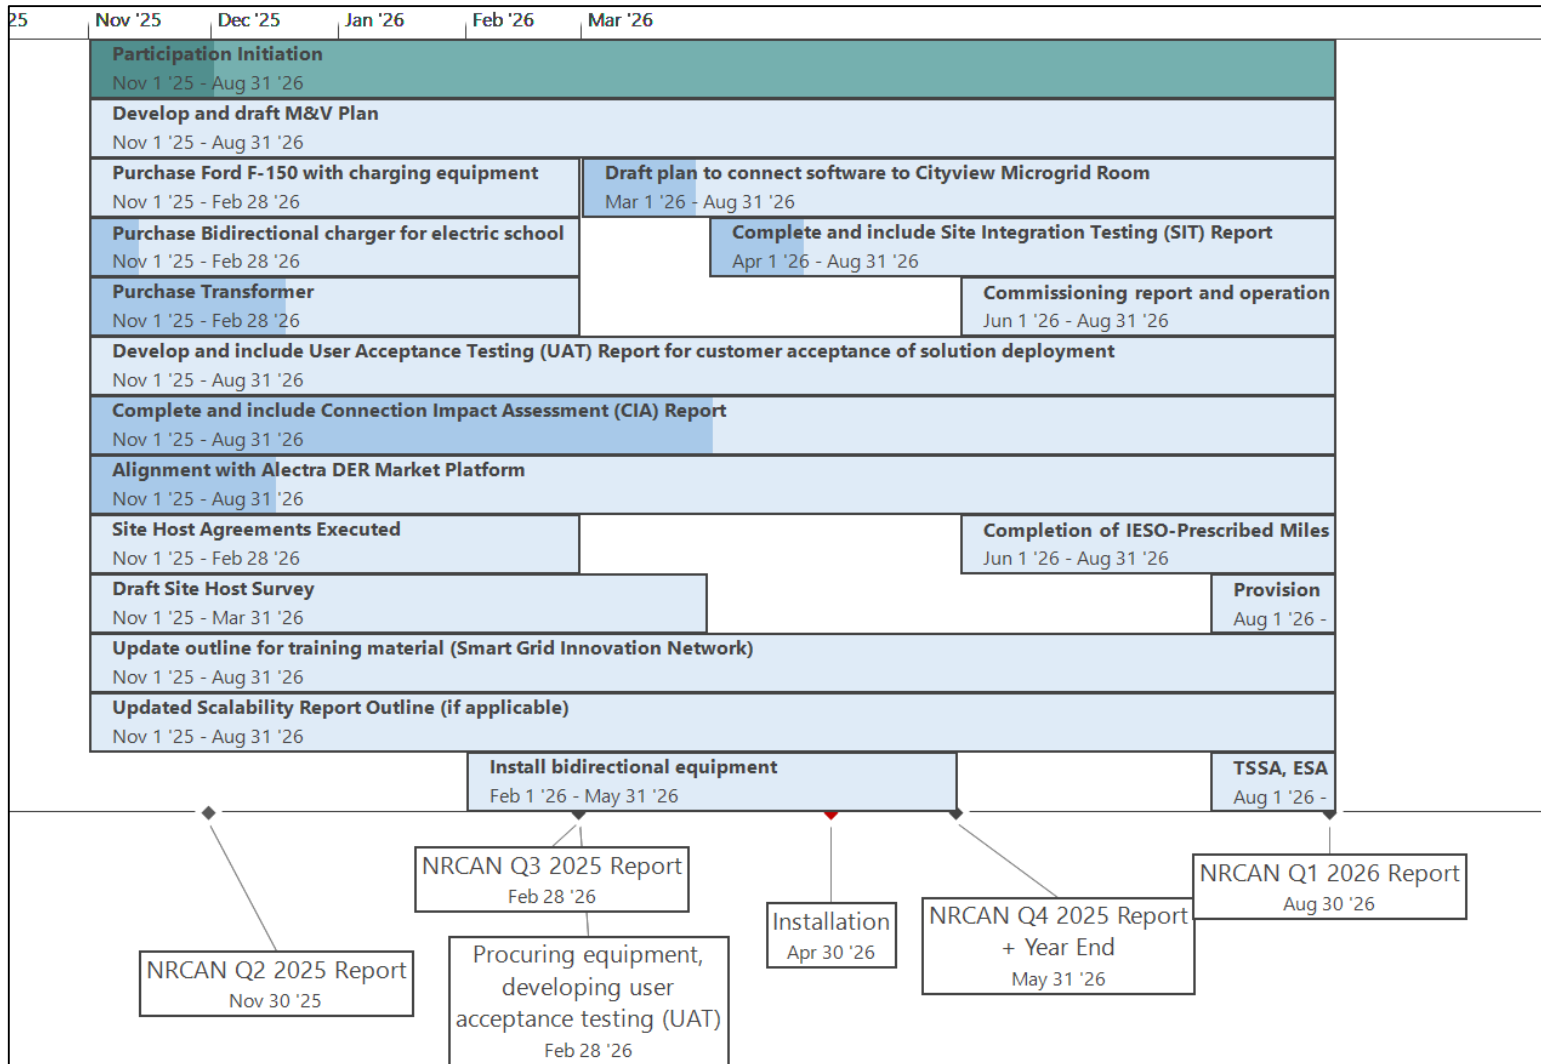 25
Nov '25
Dec '25
Jan '26
Feb '26
Mar '26
Participation Initiation
Nov 1 '25 - Aug 31 '26
Develop and draft M&V Plan
Nov 1 '25 - Aug 31 '26
Purchase Ford F-150 with charging equipment
Nov 1 '25 - Feb 28 '26
Draft plan to connect software to Cityview Microgrid Room
Mar 1 '26 - Aug 31 '26
Purchase Bidirectional charger for electric school
Nov 1 '25 - Feb 28 '26
Complete and include Site Integration Testing (SIT) Report
Apr 1 '26 - Aug 31 '26
Purchase Transformer
Nov 1 '25 - Feb 28 '26
Commissioning report and operation
Jun 1 '26 - Aug 31 '26
Develop and include User Acceptance Testing (UAT) Report for customer acceptance of solution deployment
Nov 1 '25 - Aug 31 '26
Complete and include Connection Impact Assessment (CIA) Report
Nov 1 '25 - Aug 31 '26
Alignment with Alectra DER Market Platform
Nov 1 '25 - Aug 31 '26
Site Host Agreements Executed
Nov 1 '25 - Feb 28 '26
Completion of IESO-Prescribed Miles
Jun 1 '26 - Aug 31 '26
Draft Site Host Survey
Nov 1 '25 - Mar 31 '26
Provision
Aug 1 '26 -
Update outline for training material (Smart Grid Innovation Network)
Nov 1 '25 - Aug 31 '26
Updated Scalability Report Outline (if applicable)
Nov 1 '25 - Aug 31 '26
Install bidirectional equipment
Feb 1 '26 - May 31 '26
TSSA, ESA
Aug 1 '26 -
NRCAN Q3 2025 Report
Feb 28 '26
NRCAN Q1 2026 Report
Aug 30 '26
Installation
Apr 30 '26
NRCAN Q4 2025 Report
+ Year End
May 31 '26
NRCAN Q2 2025 Report
Nov 30 '25
Procuring equipment,
developing user
acceptance testing (UAT)
Feb 28 '26